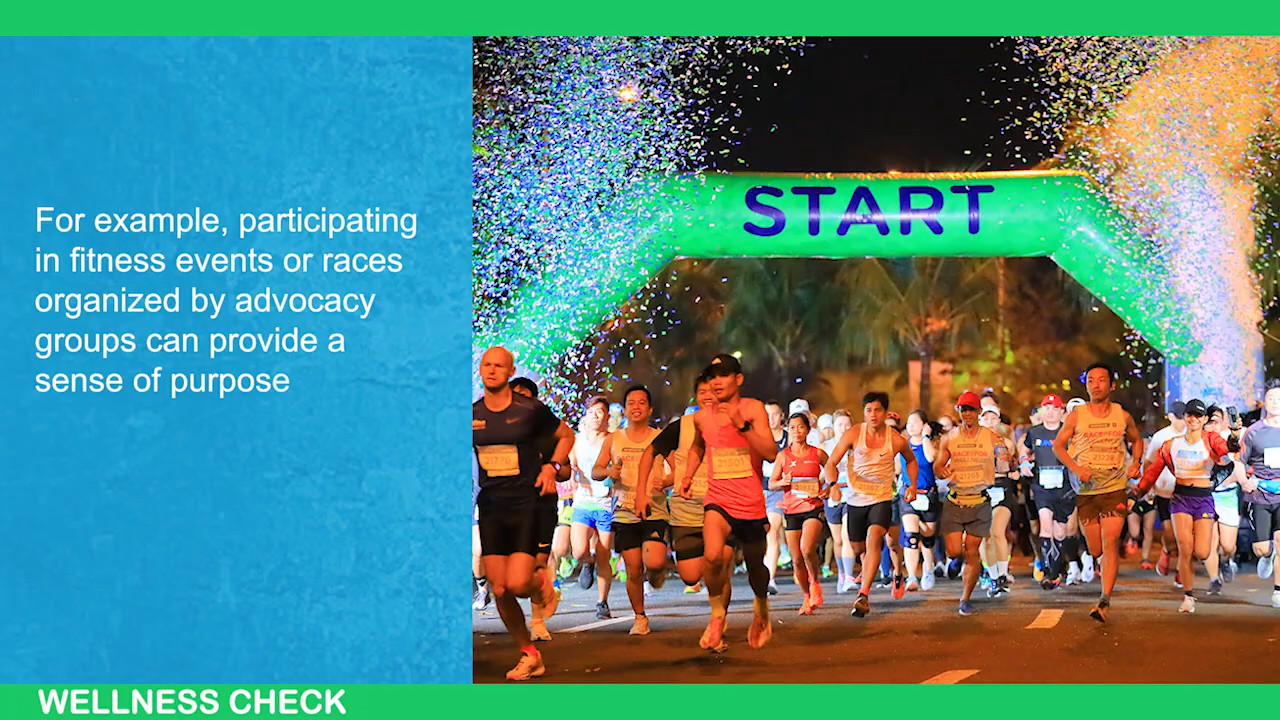 For example, participating
in fitness events or races
organized by advocacy
groups can provide a
sense of purpose
START
WELLNESS CHECK